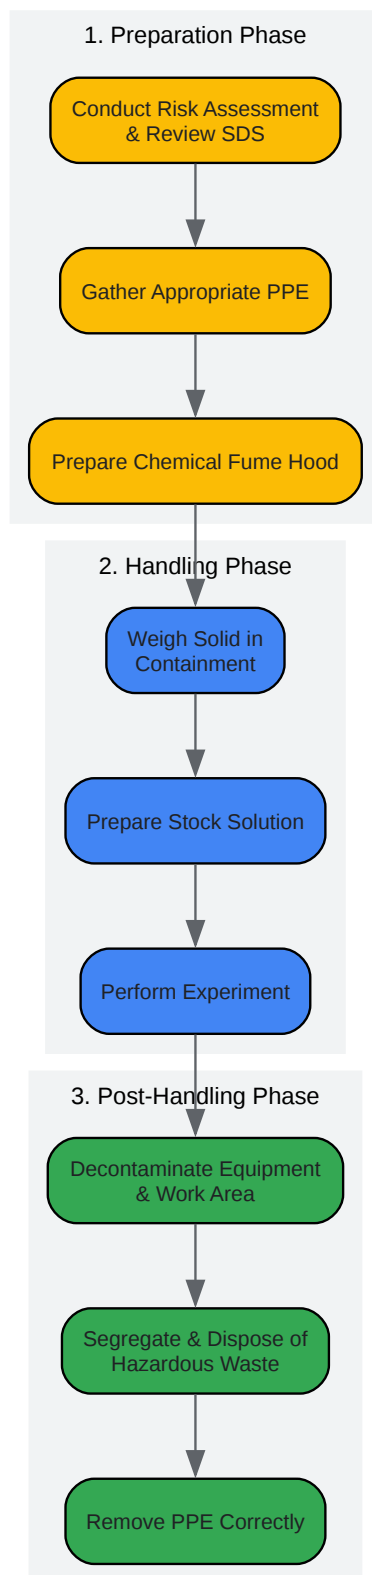 1. Preparation Phase
Conduct Risk Assessment
& Review SDS
Gather Appropriate PPE
Prepare Chemical Fume Hood
2. Handling Phase
Weigh Solid in
Containment
Prepare Stock Solution
Perform Experiment
3. Post-Handling Phase
Decontaminate Equipment
& Work Area
Segregate & Dispose of
Hazardous Waste
Remove PPE Correctly